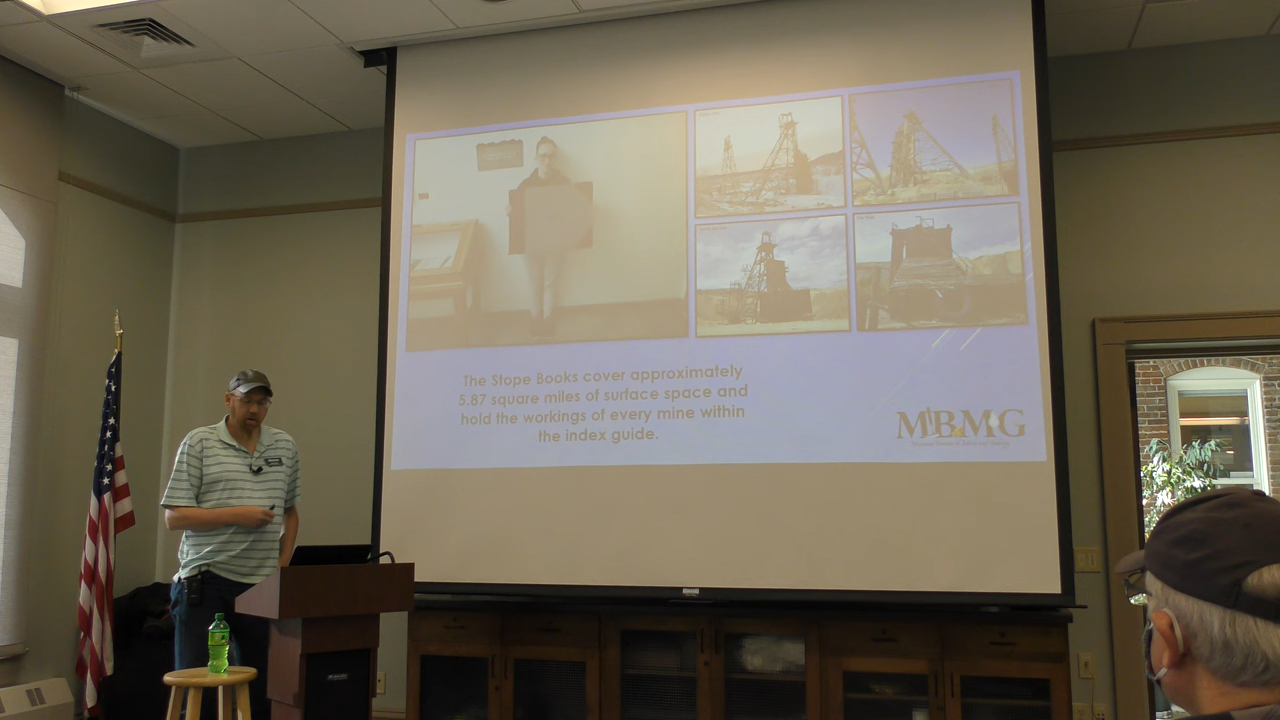 The Stope Books cover approximately
5.87 square miles of surface space and
hold the workings of every mine within
the index guide.
MBMG